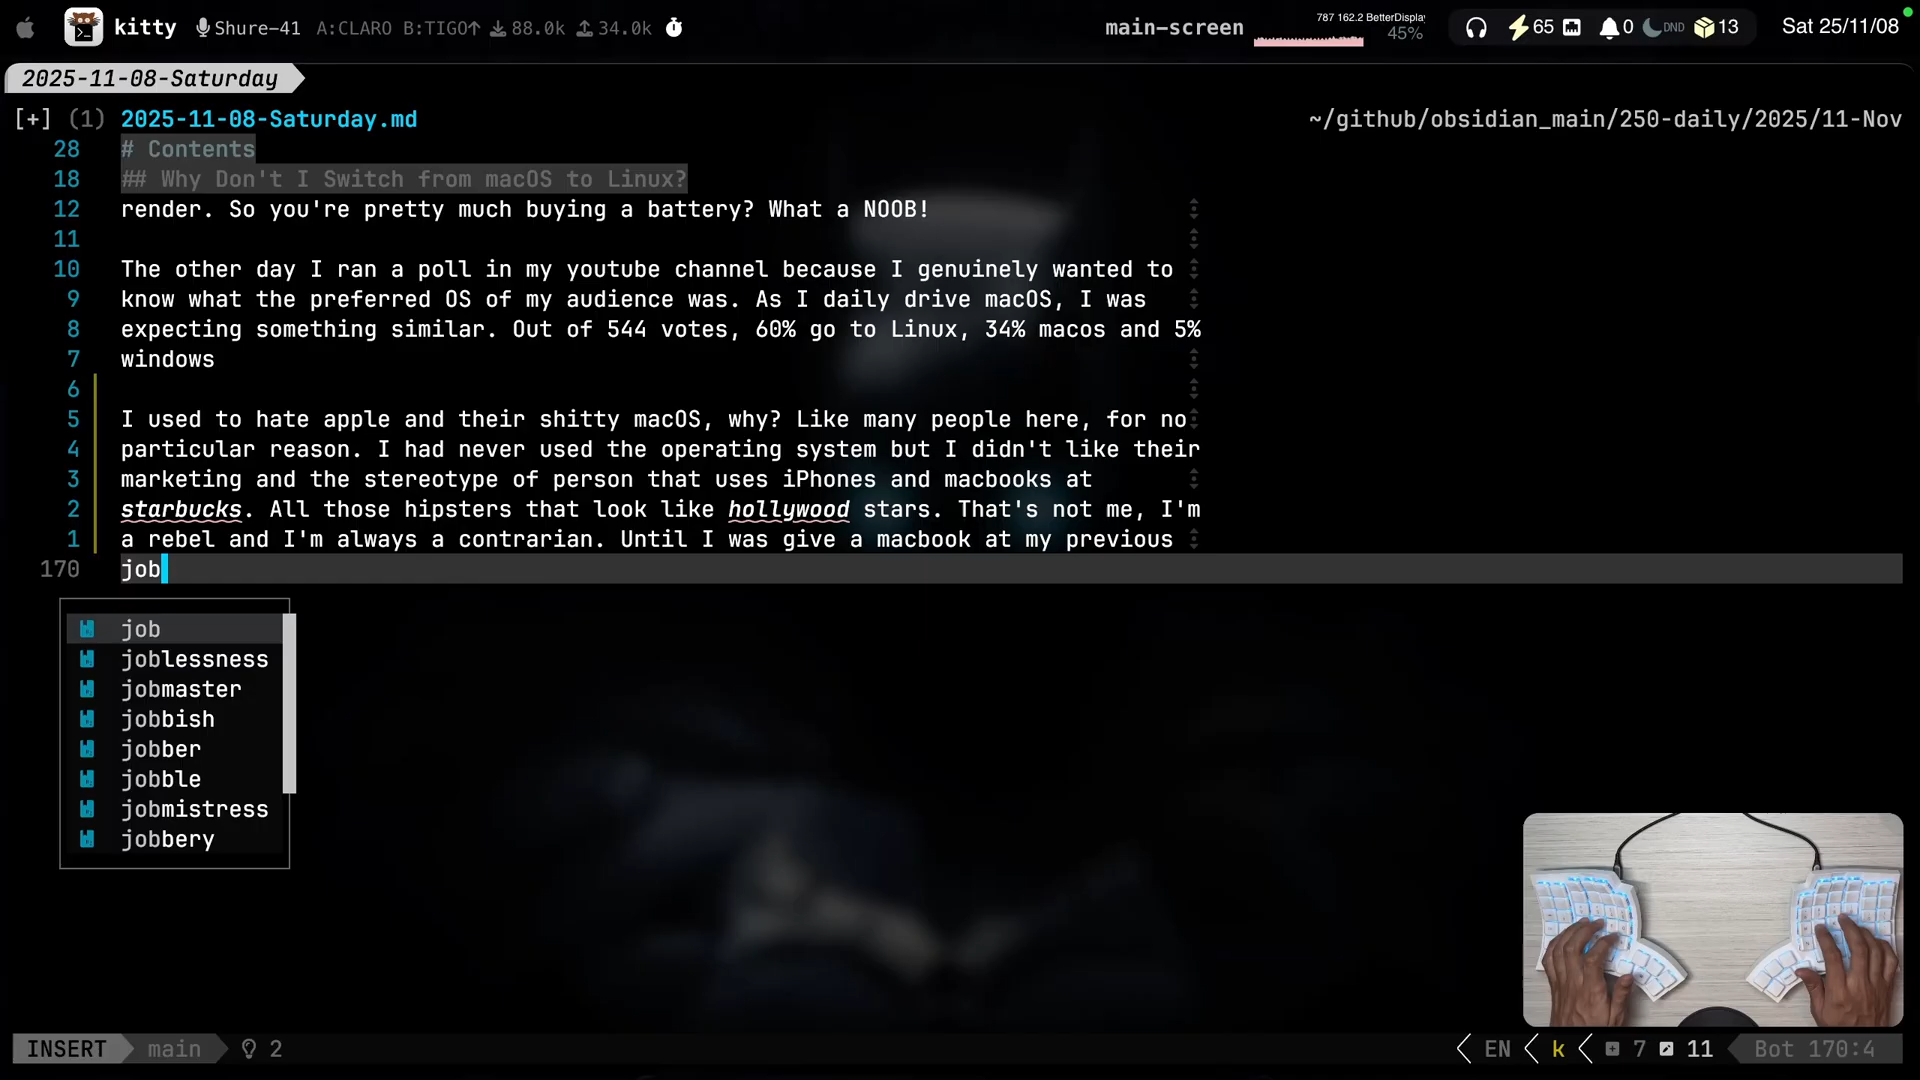 kitty Shure-41 A:CLARO B:TIGO↑ 88.0k 34.0k main-screen 787 162.2 BetterDisplay 45% 65 0 DND 13 Sat 25/11/08
2025-11-08-Saturday
[+] (1) 2025-11-08-Saturday.md ~/github/obsidian_main/250-daily/2025/11-Nov
28 # Contents
18 ## Why Don't I Switch from macOS to Linux?
12 render. So you're pretty much buying a battery? What a NOOB!
11
10 The other day I ran a poll in my youtube channel because I genuinely wanted to
9 know what the preferred OS of my audience was. As I daily drive macOS, I was
8 expecting something similar. Out of 544 votes, 60% go to Linux, 34% macos and 5%
7 windows
6
5 I used to hate apple and their shitty macOS, why? Like many people here, for no
4 particular reason. I had never used the operating system but I didn't like their
3 marketing and the stereotype of person that uses iPhones and macbooks at
2 starbucks. All those hipsters that look like hollywood stars. That's not me, I'm
1 a rebel and I'm always a contrarian. Until I was give a macbook at my previous
170 job
job
joblessness
jobmaster
jobbish
jobber
jobble
jobmistress
jobbery
INSERT main 2 EN k 7 11 Bot 170:4